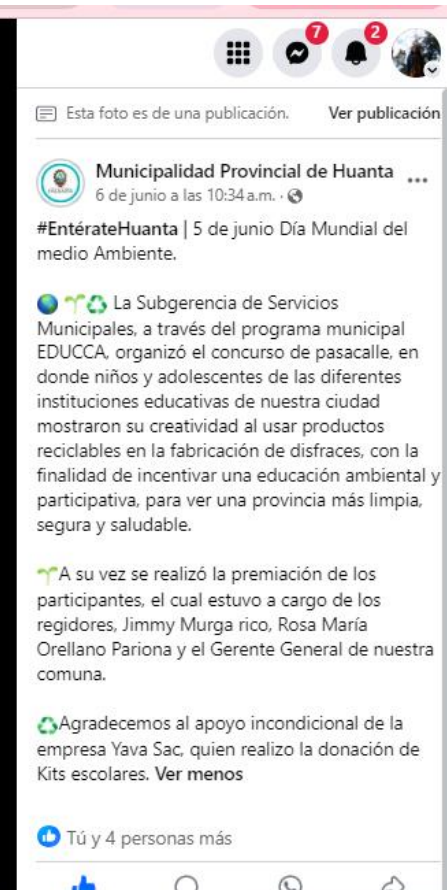 7
2
Esta foto es de una publicación. Ver publicación
Municipalidad Provincial de Huanta ...
6 de junio a las 10:34 a.m. ·
#EntérateHuanta | 5 de junio Día Mundial del
medio Ambiente.
🌍 🌱♻ La Subgerencia de Servicios
Municipales, a través del programa municipal
EDUCCA, organizó el concurso de pasacalle, en
donde niños y adolescentes de las diferentes
instituciones educativas de nuestra ciudad
mostraron su creatividad al usar productos
reciclables en la fabricación de disfraces, con la
finalidad de incentivar una educación ambiental y
participativa, para ver una provincia más limpia,
segura y saludable.
🌱A su vez se realizó la premiación de los
participantes, el cual estuvo a cargo de los
regidores, Jimmy Murga rico, Rosa María
Orellano Pariona y el Gerente General de nuestra
comuna.
♻Agradecemos al apoyo incondicional de la
empresa Yava Sac, quien realizo la donación de
Kits escolares. Ver menos
Tú y 4 personas más